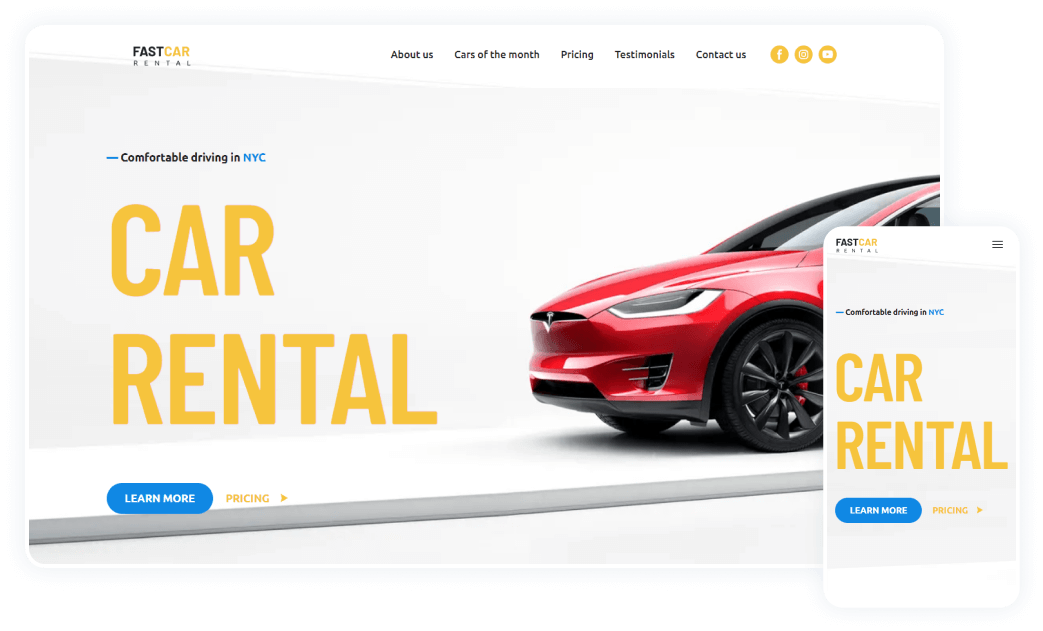 FASTCAR
RENTAL
About us Cars of the month Pricing Testimonials Contact us
— Comfortable driving in NYC
CAR
RENTAL
LEARN MORE PRICING
FASTCAR
RENTAL
— Comfortable driving in NYC
CAR
RENTAL
LEARN MORE PRICING